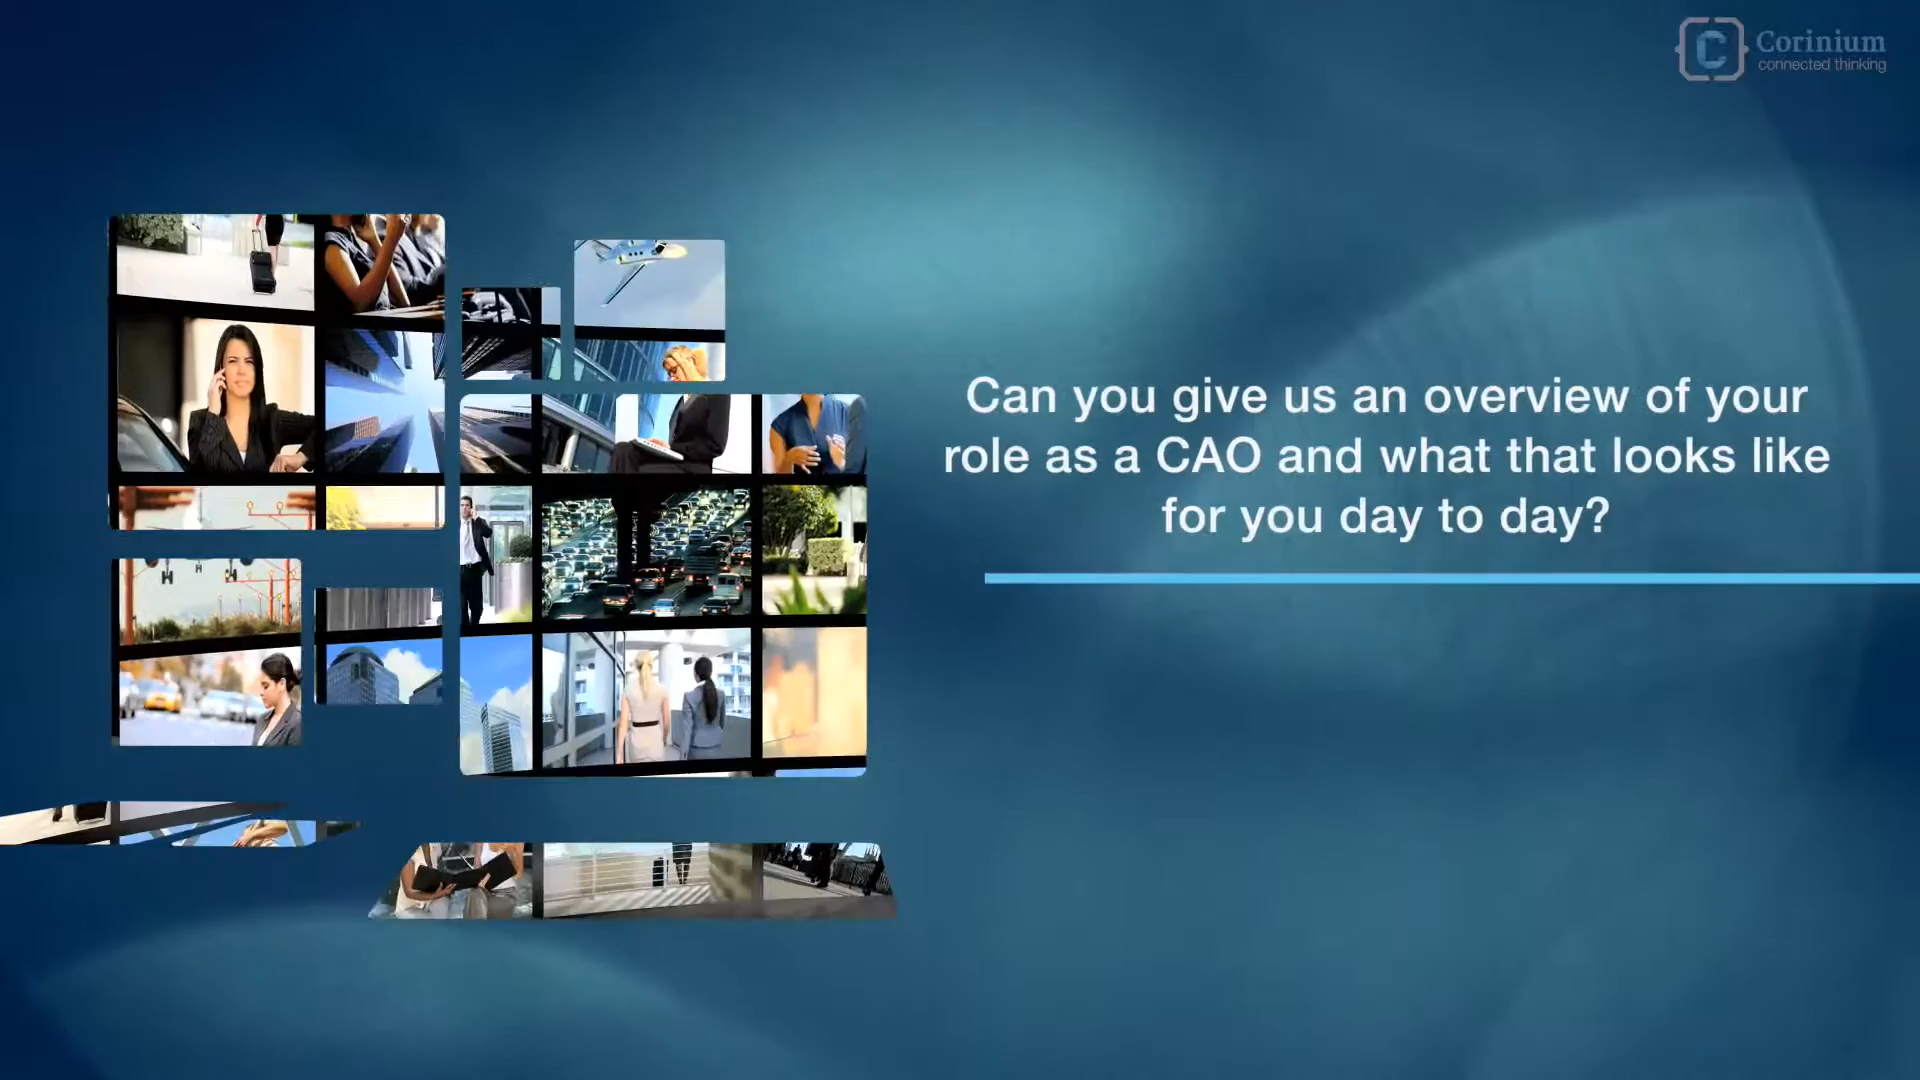 Corinium
connected thinking
Can you give us an overview of your
role as a CAO and what that looks like
for you day to day?